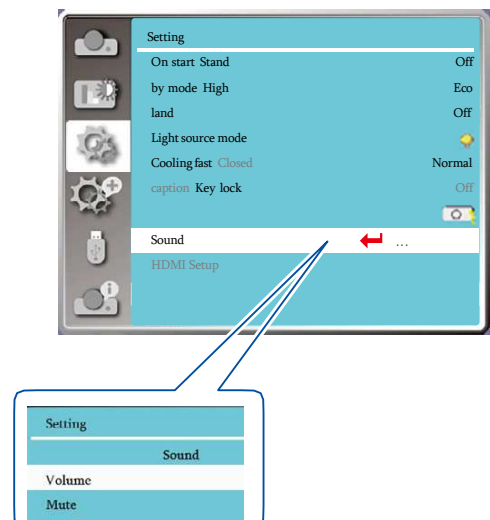 Setting
On start Stand Off
by mode High Eco
land Off
Light source mode
Cooling fast Closed Normal
caption Key lock Off
Sound ...
HDMI Setup
Setting
Sound
Volume
Mute